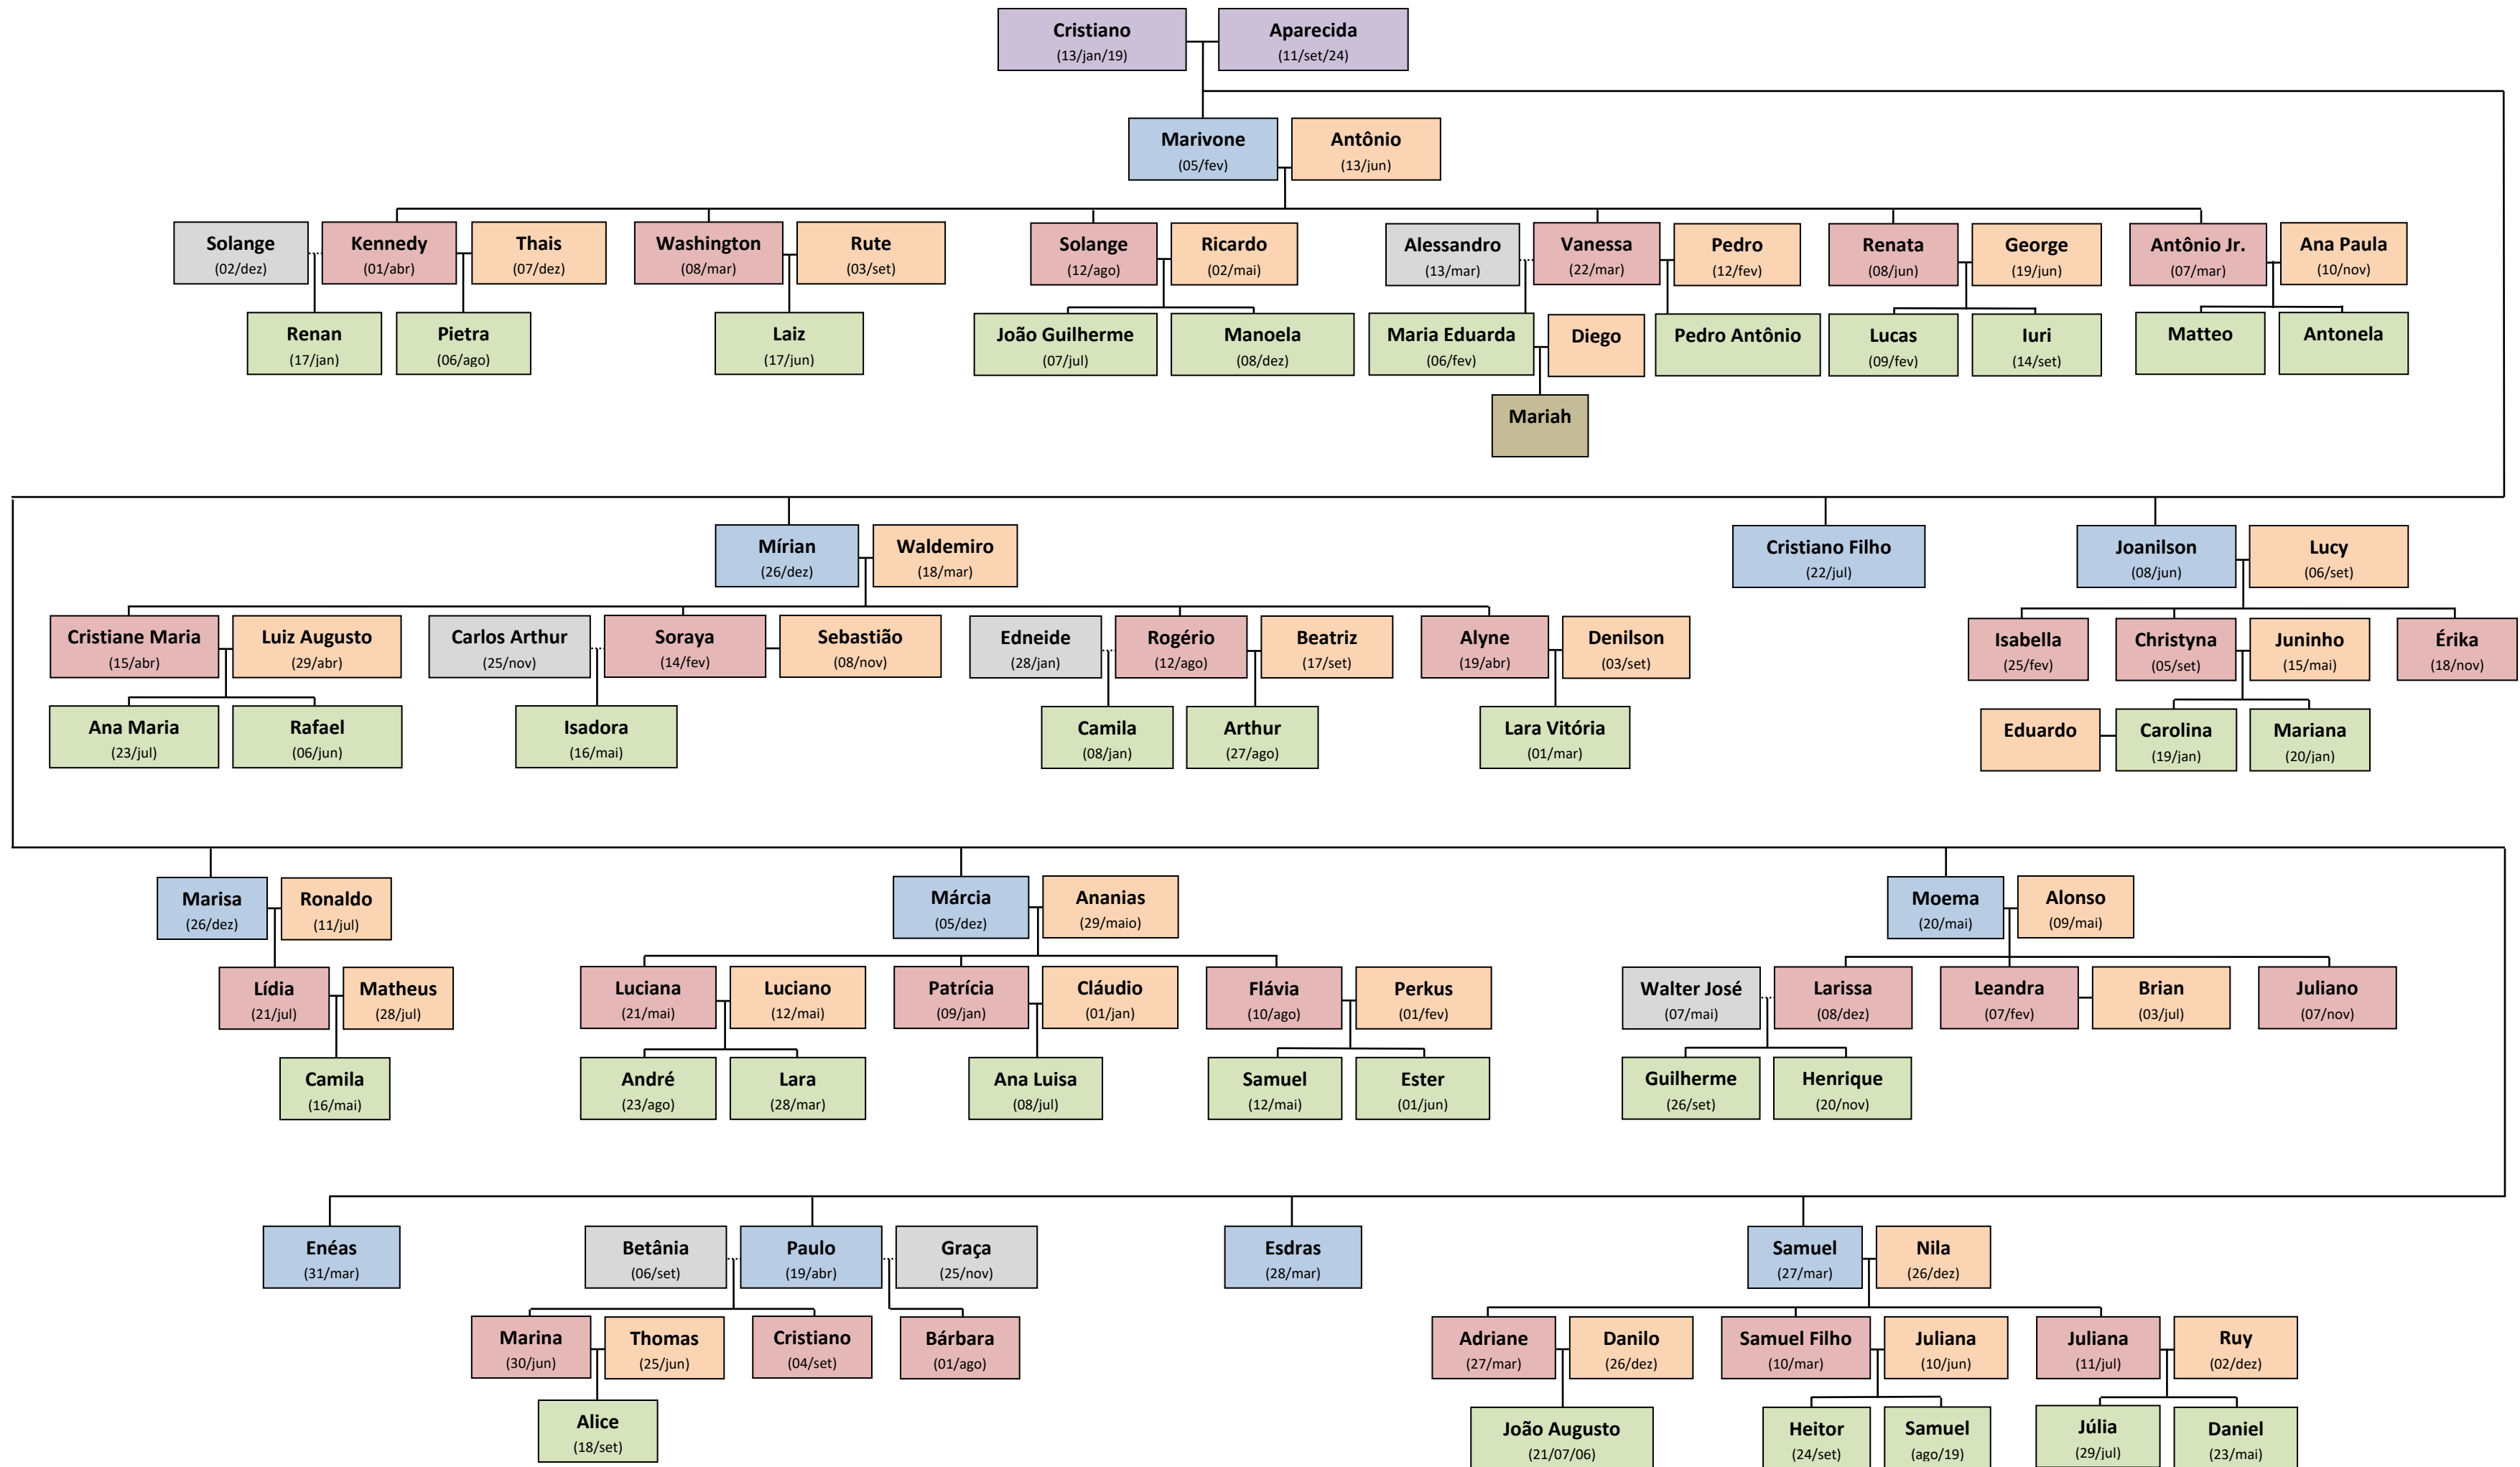 Cristiano
(13/jan/19)
Aparecida
(11/set/24)
Marivone
(05/fev)
Antônio
(13/jun)
Solange
(02/dez)
Kennedy
(01/abr)
Thais
(07/dez)
Washington
(08/mar)
Rute
(03/set)
Solange
(12/ago)
Ricardo
(02/mai)
Alessandro
(13/mar)
Vanessa
(22/mar)
Pedro
(12/fev)
Renata
(08/jun)
George
(19/jun)
Antônio Jr.
(07/mar)
Ana Paula
(10/nov)
Renan
(17/jan)
Pietra
(06/ago)
Laiz
(17/jun)
João Guilherme
(07/jul)
Manoela
(08/dez)
Maria Eduarda
(06/fev)
Diego
Pedro Antônio
Lucas
(09/fev)
Iuri
(14/set)
Matteo
Antonela
Mariah
Mírian
(26/dez)
Waldemiro
(18/mar)
Cristiano Filho
(22/jul)
Joanilson
(08/jun)
Lucy
(06/set)
Cristiane Maria
(15/abr)
Luiz Augusto
(29/abr)
Carlos Arthur
(25/nov)
Soraya
(14/fev)
Sebastião
(08/nov)
Edneide
(28/jan)
Rogério
(12/ago)
Beatriz
(17/set)
Alyne
(19/abr)
Denilson
(03/set)
Isabella
(25/fev)
Christyna
(05/set)
Juninho
(15/mai)
Érika
(18/nov)
Ana Maria
(23/jul)
Rafael
(06/jun)
Isadora
(16/mai)
Camila
(08/jan)
Arthur
(27/ago)
Lara Vitória
(01/mar)
Eduardo
Carolina
(19/jan)
Mariana
(20/jan)
Marisa
(26/dez)
Ronaldo
(11/jul)
Márcia
(05/dez)
Ananias
(29/maio)
Moema
(20/mai)
Alonso
(09/mai)
Lídia
(21/jul)
Matheus
(28/jul)
Luciana
(21/mai)
Luciano
(12/mai)
Patrícia
(09/jan)
Cláudio
(01/jan)
Flávia
(10/ago)
Perkus
(01/fev)
Walter José
(07/mai)
Larissa
(08/dez)
Leandra
(07/fev)
Brian
(03/jul)
Juliano
(07/nov)
Camila
(16/mai)
André
(23/ago)
Lara
(28/mar)
Ana Luisa
(08/jul)
Samuel
(12/mai)
Ester
(01/jun)
Guilherme
(26/set)
Henrique
(20/nov)
Enéas
(31/mar)
Betânia
(06/set)
Paulo
(19/abr)
Graça
(25/nov)
Esdras
(28/mar)
Samuel
(27/mar)
Nila
(26/dez)
Marina
(30/jun)
Thomas
(25/jun)
Cristiano
(04/set)
Bárbara
(01/ago)
Adriane
(27/mar)
Danilo
(26/dez)
Samuel Filho
(10/mar)
Juliana
(10/jun)
Juliana
(11/jul)
Ruy
(02/dez)
Alice
(18/set)
João Augusto
(21/07/06)
Heitor
(24/set)
Samuel
(ago/19)
Júlia
(29/jul)
Daniel
(23/mai)